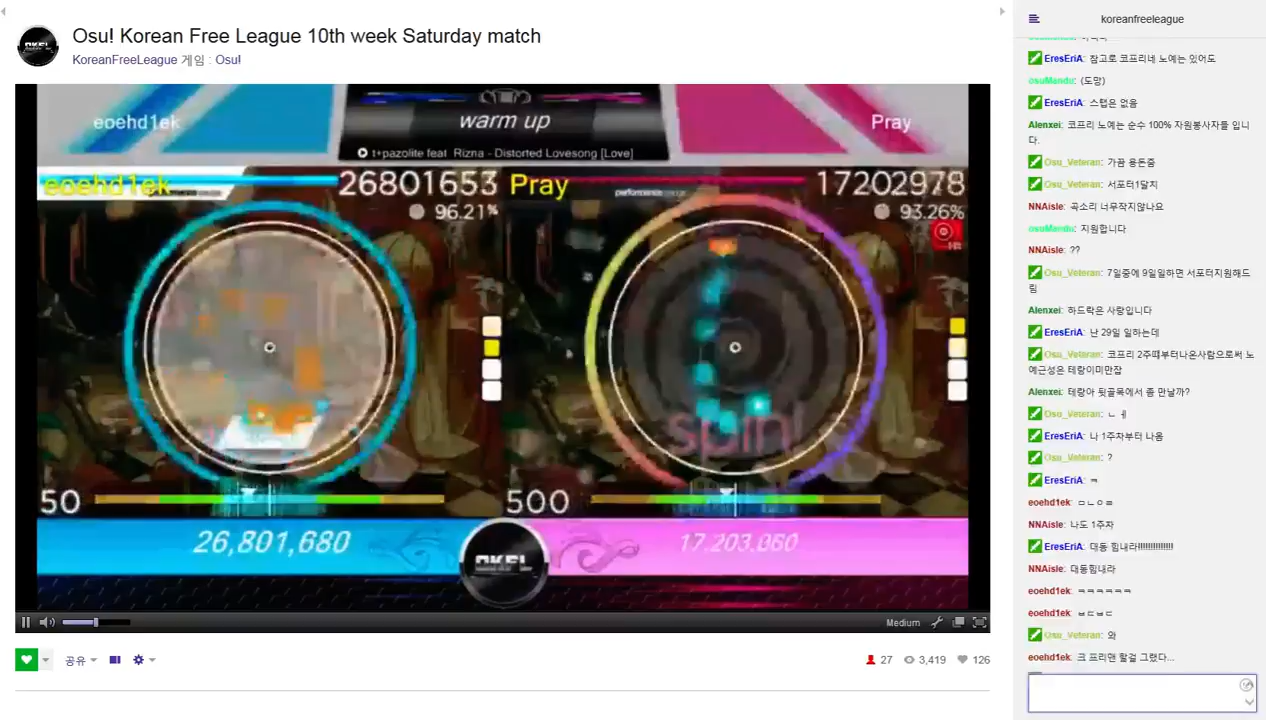 Osu! Korean Free League 10th week Saturday match
KoreanFreeLeague 게임 : Osu!
eoehd1ek
warm up
Pray
t+pazolite feat Rizna - Distorted Lovesong [Love]
eoehd1ek
26801653
Pray
17202978
96.21%
93.26%
spin!
50
500
26,801,680
OKFL
17,203,060
Medium
공유
27
3,419
126
koreanfreeleague
EresEriA: 참고로 코프리네 노예는 있어도
osuMandu: (도망)
EresEriA: 스탭은 없음
Alenxei: 코프리 노예는 순수 100% 자원봉사자들 입니
다.
Osu_Veteran: 가끔 용돈줌
Osu_Veteran: 서포터1달치
NNAisle: 곡소리 너무작지않나요
osuMandu: 지원합니다
NNAisle: ??
Osu_Veteran: 7일중에 9일일하면 서포터지원해드
림
Alenxei: 하드락은 사랑입니다
EresEriA: 난 29일 일하는데
Osu_Veteran: 코프리 2주때부터나온사람으로써 노
예근성은 테랑이미만잡
Alenxei: 테랑아 뒷골목에서 좀 만날까?
Osu_Veteran: ㄴ ㅔ
EresEriA: 나 1주차부터 나옴
Osu_Veteran: ?
EresEriA: ㅋ
eoehd1ek: ㅁㄴㅇㄹ
NNAisle: 나도 1주차
EresEriA: 대동 힘내라!!!!!!!!!!!!!!
NNAisle: 대동힘내라
eoehd1ek: ㅋㅋㅋㅋㅋㅋ
eoehd1ek: ㅂㄷㅂㄷ
Osu_Veteran: 와
eoehd1ek: 크 프리맨 할걸 그랬다...